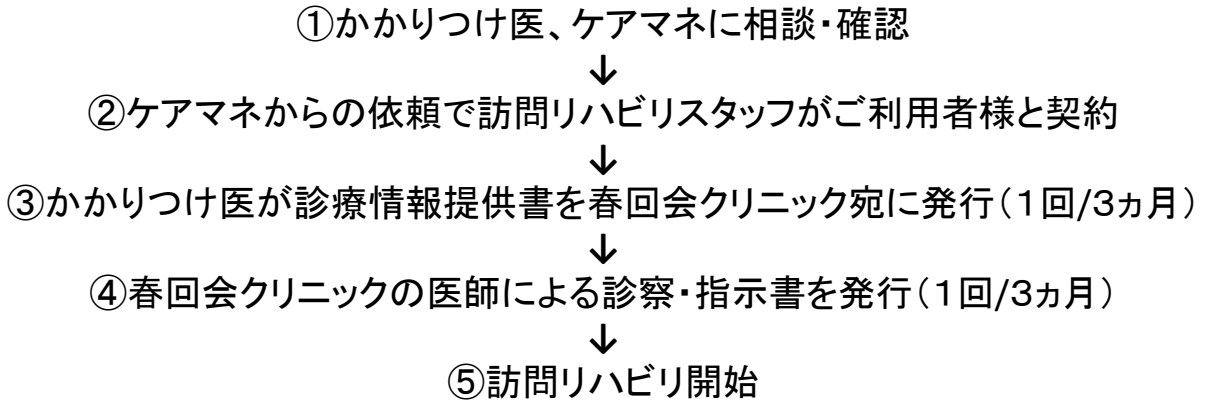 ①かかりつけ医、ケアマネに相談・確認
↓
②ケアマネからの依頼で訪問リハビリスタッフがご利用者様と契約
↓
③かかりつけ医が診療情報提供書を春回会クリニック宛に発行（１回/３ヵ月）
↓
④春回会クリニックの医師による診察・指示書を発行（１回/３ヵ月）
↓
⑤訪問リハビリ開始